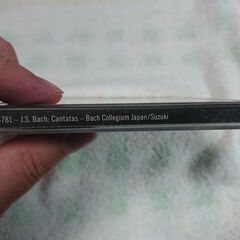 -781 – J.S. Bach: Cantatas – Bach Collegium Japan/Suzuki